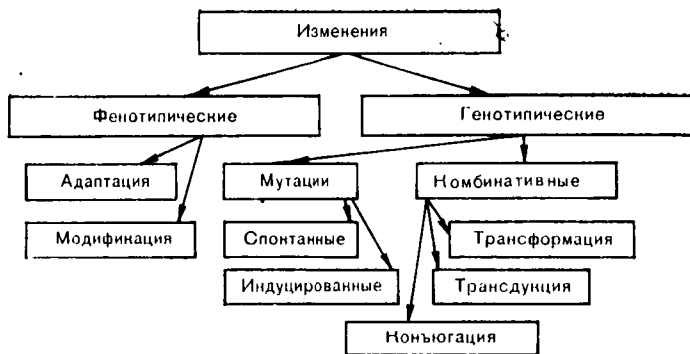 Изменения
Фенотипические
Генотипические
Адаптация
Мутации
Комбинативные
Модификация
Спонтанные
Трансформация
Индуцированные
Трансдукция
Конъюгация